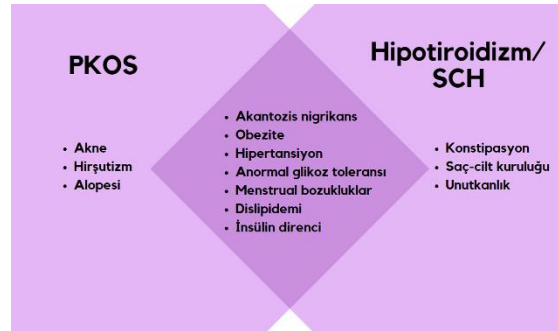 PKOS
• Akne
• Hirşutizm
• Alopesi
• Akantozis nigrikans
• Obezite
• Hipertansiyon
• Anormal glikoz toleransı
• Menstrual bozukluklar
• Dislipidemi
• İnsülin direnci
Hipotiroidizm/
SCH
• Konstipasyon
• Saç-cilt kuruluğu
• Unutkanlık